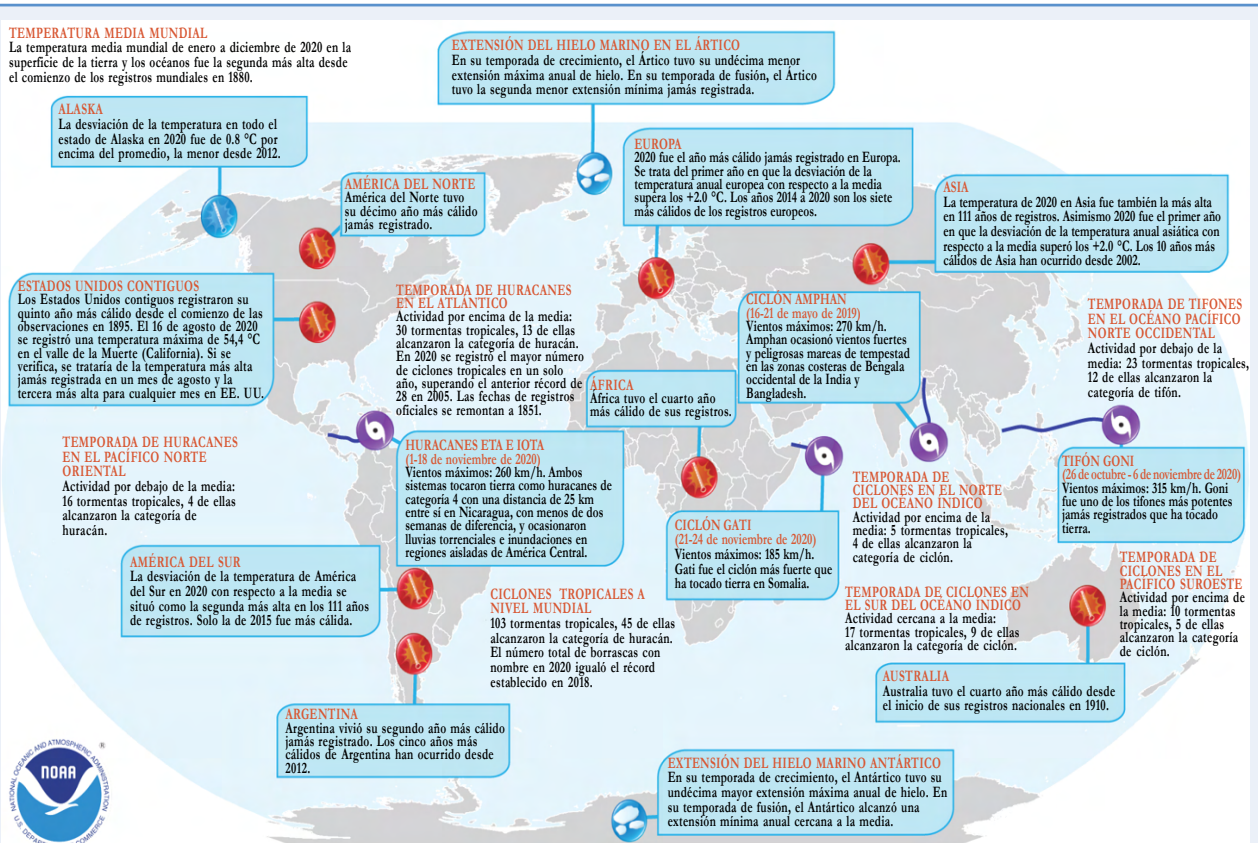 TEMPERATURA MEDIA MUNDIAL
La temperatura media mundial de enero a diciembre de 2020 en la
superficie de la tierra y los océanos fue la segunda más alta desde
el comienzo de los registros mundiales en 1880.
EXTENSIÓN DEL HIELO MARINO EN EL ÁRTICO
En su temporada de crecimiento, el Ártico tuvo su undécima menor
extensión máxima anual de hielo. En su temporada de fusión, el Ártico
tuvo la segunda menor extensión mínima jamás registrada.
ALASKA
La desviación de la temperatura en todo el
estado de Alaska en 2020 fue de 0.8 °C por
encima del promedio, la menor desde 2012.
AMÉRICA DEL NORTE
América del Norte tuvo
su décimo año más cálido
jamás registrado.
EUROPA
2020 fue el año más cálido jamás registrado en Europa.
Se trata del primer año en que la desviación de la
temperatura anual europea con respecto a la media
supera los +2.0 °C. Los años 2014 à 2020 son los siete
más cálidos de los registros europeos.
ASIA
La temperatura de 2020 en Asia fue también la más alta
en 111 años de registros. Asimismo 2020 fue el primer año
en que la desviación de la temperatura anual asiática con
respecto a la media superó los +2.0 °C. Los 10 años más
cálidos de Asia han ocurrido desde 2002.
ESTADOS UNIDOS CONTIGUOS
Los Estados Unidos contiguos registraron su
quinto año más cálido desde el comienzo de las
observaciones en 1895. El 16 de agosto de 2020
se registró una temperatura máxima de 54,4 °C
en el valle de la Muerte (California). Si se
verifica, se trataría de la temperatura más alta
jamás registrada en un mes de agosto y la
tercera más alta para cualquier mes en EE. UU.
TEMPORADA DE HURACANES
EN EL ATLÁNTICO
Actividad por encima de la media:
30 tormentas tropicales, 13 de ellas
alcanzaron la categoría de huracán.
En 2020 se registró el mayor número
de ciclones tropicales en un solo
año, superando el anterior récord de
28 en 2005. Las fechas de registros
oficiales se remontan a 1851.
CICLÓN AMPHAN
(16-21 de mayo de 2019)
Vientos máximos: 270 km/h.
Amphan ocasionó vientos fuertes
y peligrosas mareas de tempestad
en las zonas costeras de Bengala
occidental de la India y
Bangladesh.
TEMPORADA DE TIFONES
EN EL OCÉANO PACÍFICO
NORTE OCCIDENTAL
Actividad por debajo de la
media: 23 tormentas tropicales,
12 de ellas alcanzaron la
categoría de tifón.
ÁFRICA
África tuvo el cuarto año
más cálido de sus registros.
TEMPORADA DE HURACANES
EN EL PACÍFICO NORTE
ORIENTAL
Actividad por debajo de la media:
16 tormentas tropicales, 4 de ellas
alcanzaron la categoría de
huracán.
HURACANES ETA E IOTA
(1-18 de noviembre de 2020)
Vientos máximos: 260 km/h. Ambos
sistemas tocaron tierra como huracanes de
categoría 4 con una distancia de 25 km
entre sí en Nicaragua, con menos de dos
semanas de diferencia, y ocasionaron
lluvias torrenciales e inundaciones en
regiones aisladas de América Central.
TIFÓN GONI
(26 de octubre - 6 de noviembre de 2020)
Vientos máximos: 315 km/h. Goni
fue uno de los tifones más potentes
jamás registrados que ha tocado
tierra.
TEMPORADA DE
CICLONES EN EL NORTE
DEL OCÉANO ÍNDICO
Actividad por encima de la
media: 5 tormentas tropicales,
4 de ellas alcanzaron la
categoría de ciclón.
CICLÓN GATI
(21-24 de noviembre de 2020)
Vientos máximos: 185 km/h.
Gati fue el ciclón más fuerte que
ha tocado tierra en Somalia.
AMÉRICA DEL SUR
La desviación de la temperatura de América
del Sur en 2020 con respecto a la media se
situó como la segunda más alta en los 111 años
de registros. Solo la de 2015 fue más cálida.
CICLONES TROPICALES A
NIVEL MUNDIAL
103 tormentas tropicales, 45 de ellas
alcanzaron la categoría de huracán.
El número total de borrascas con
nombre en 2020 igualó el récord
establecido en 2018.
TEMPORADA DE CICLONES EN
EL SUR DEL OCÉANO ÍNDICO
Actividad cercana a la media:
17 tormentas tropicales, 9 de ellas
alcanzaron la categoría de ciclón.
TEMPORADA DE
CICLONES EN EL
PACÍFICO SUROESTE
Actividad por encima de
la media: 10 tormentas
tropicales, 5 de ellas
alcanzaron la categoría
de ciclón.
AUSTRALIA
Australia tuvo el cuarto año más cálido desde
el inicio de sus registros nacionales en 1910.
ARGENTINA
Argentina vivió su segundo año más cálido
jamás registrado. Los cinco años más
cálidos de Argentina han ocurrido desde
2012.
EXTENSIÓN DEL HIELO MARINO ANTÁRTICO
En su temporada de crecimiento, el Antártico tuvo su
undécima mayor extensión máxima anual de hielo. En
su temporada de fusión, el Antártico alcanzó una
extensión mínima anual cercana a la media.
NATIONAL OCEANIC AND ATMOSPHERIC ADMINISTRATION
®
NOAA